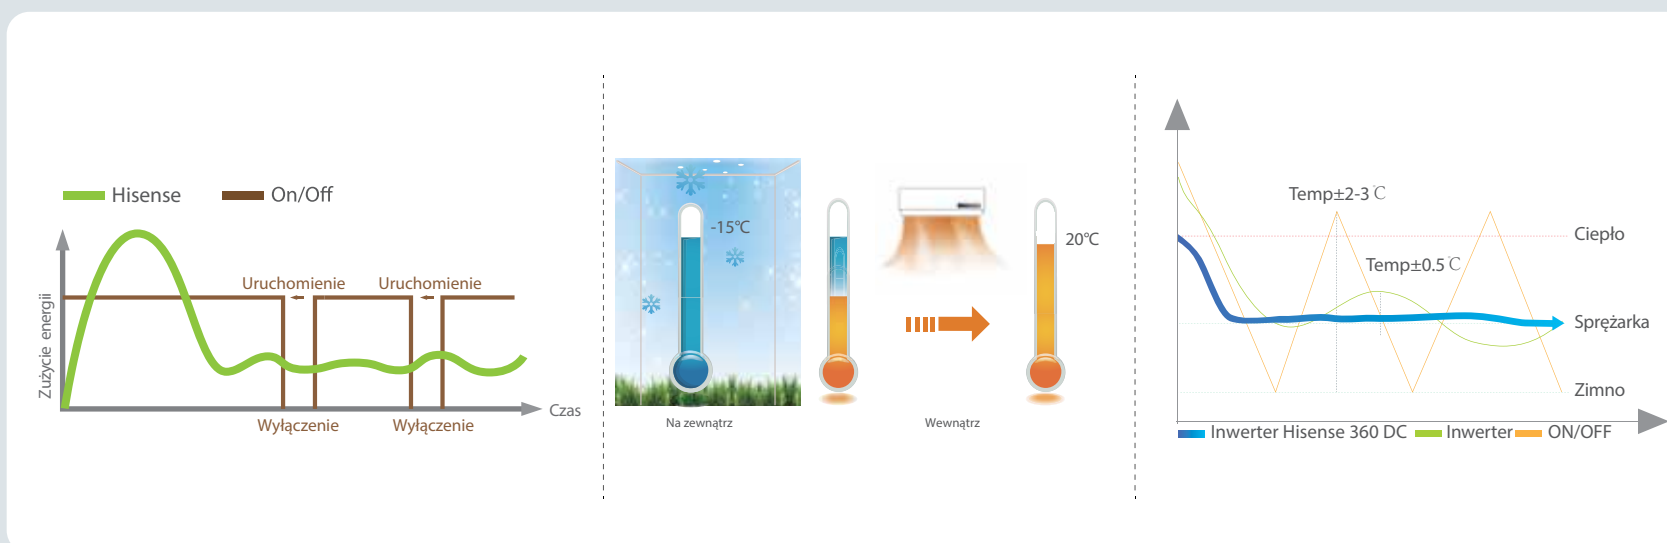 Hisense
On/Off
Zużycie energii
Uruchomienie
Uruchomienie
Wyłączenie
Wyłączenie
Czas
-15°C
20°C
Na zewnątrz
Wewnątrz
Temp±2-3°C
Temp±0.5°C
Ciepło
Sprężarka
Zimno
Inwerter Hisense 360 DC
Inwerter
ON/OFF